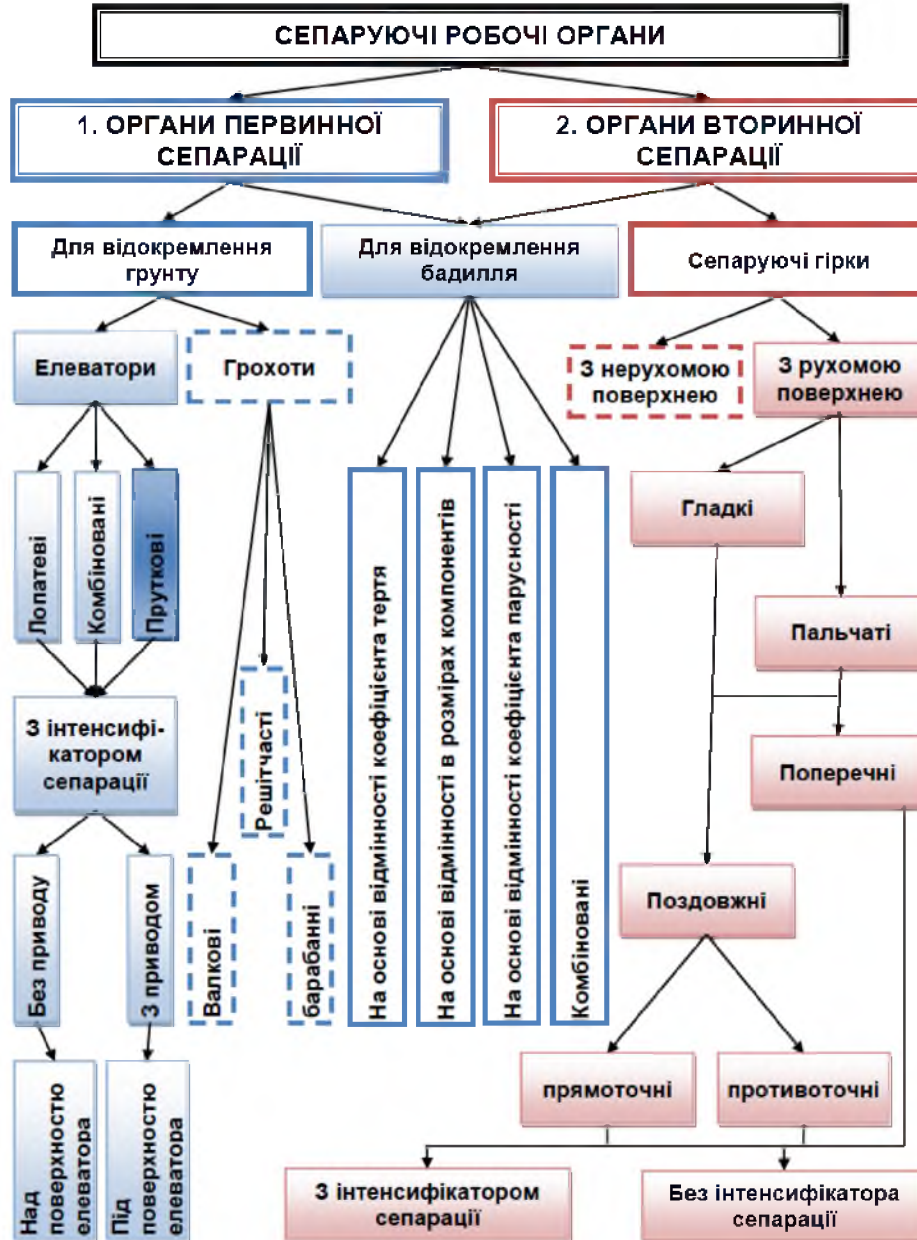 СЕПАРУЮЧІ РОБОЧІ ОРГАНИ
1. ОРГАНИ ПЕРВИННОЇ
СЕПАРАЦІЇ
2. ОРГАНИ ВТОРИННОЇ
СЕПАРАЦІЇ
Для відокремлення
грунту
Для відокремлення
бадилля
Сепаруючі гірки
Елеватори
Грохоти
З нерухомою
поверхнею
З рухомою
поверхнею
Лопатеві
Комбіновані
Пруткові
Гладкі
Пальчаті
На основі відмінності коефіцієнта тертя
На основі відмінності в розмірах компонентів
На основі відмінності коефіцієнта парусності
Комбіновані
З інтенсифі-
катором
сепарації
Решітчасті
Поперечні
Без приводу
З приводом
Валкові
барабанні
Поздовжні
Над
поверхностю
елеватора
Під
поверхностю
елеватора
прямоточні
противоточні
З інтенсифікатором
сепарації
Без інтенсифікатора
сепарації